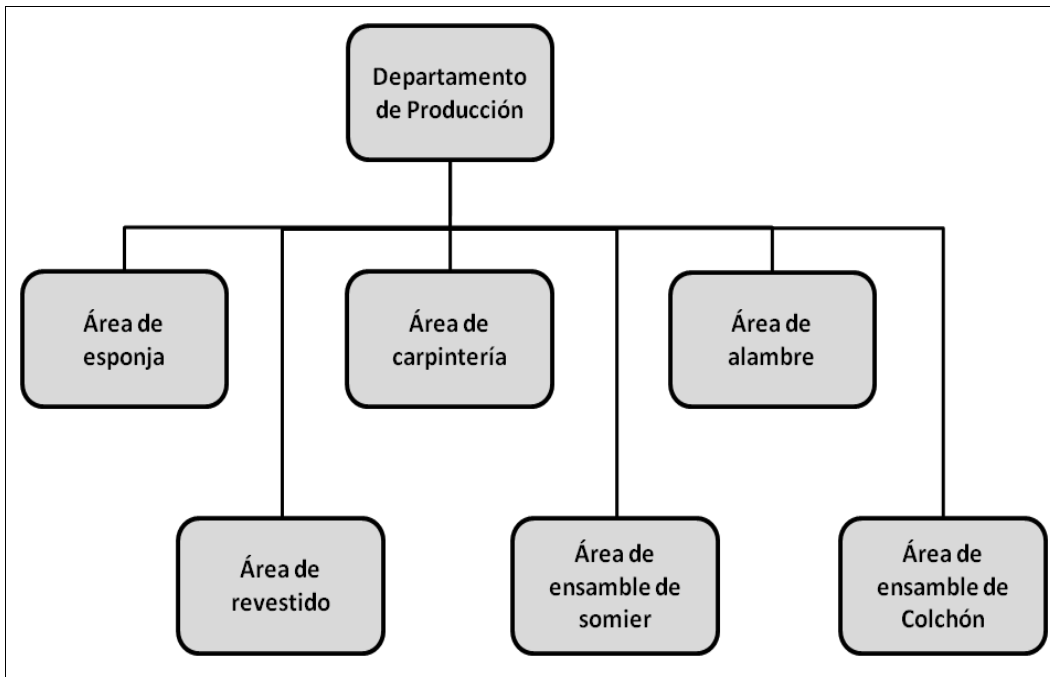 Departamento
de Producción
Área de
esponja
Área de
carpintería
Área de
alambre
Área de
revestido
Área de
ensamble de
somier
Área de
ensamble de
Colchón